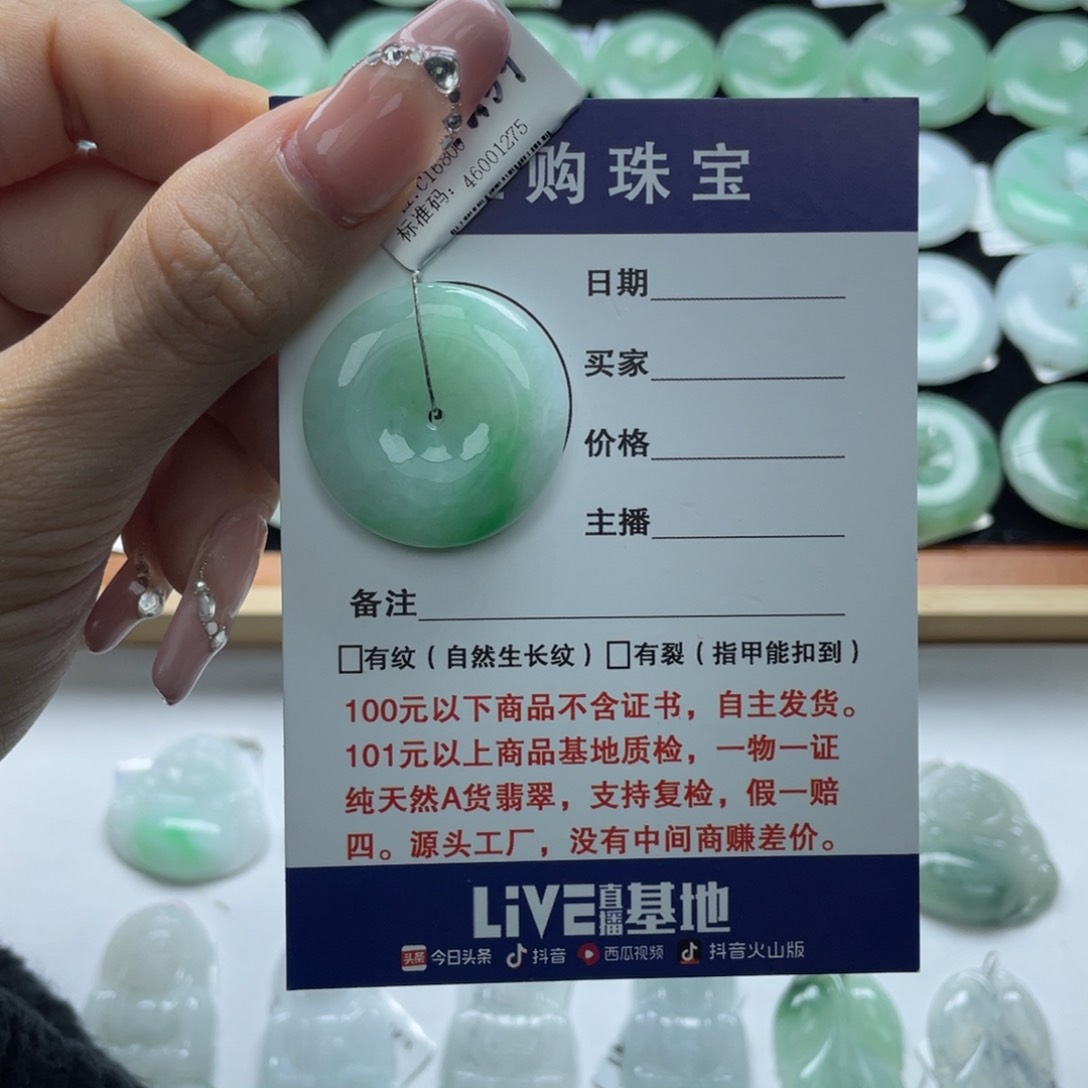 标准码：46001275
购珠宝
日期
买家
价格
主播
备注
□有纹（自然生长纹）□有裂（指甲能扣到）
100元以下商品不含证书，自主发货。
101元以上商品基地质检，一物一证
纯天然A货翡翠，支持复检，假一赔
四。源头工厂，没有中间商赚差价。
LiVE直播基地
头条 今日头条 抖音 西瓜视频 抖音火山版